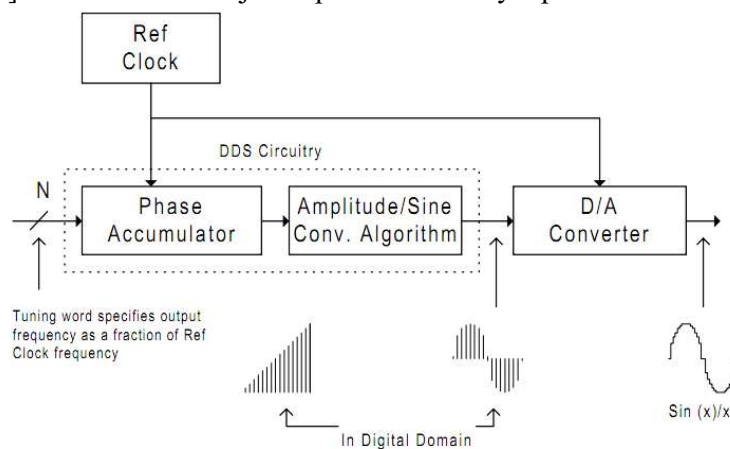 Ref
Clock
DDS Circuitry
N
Phase
Accumulator
Amplitude/Sine
Conv. Algorithm
D/A
Converter
Tuning word specifies output
frequency as a fraction of Ref
Clock frequency
In Digital Domain
Sin (x)/x